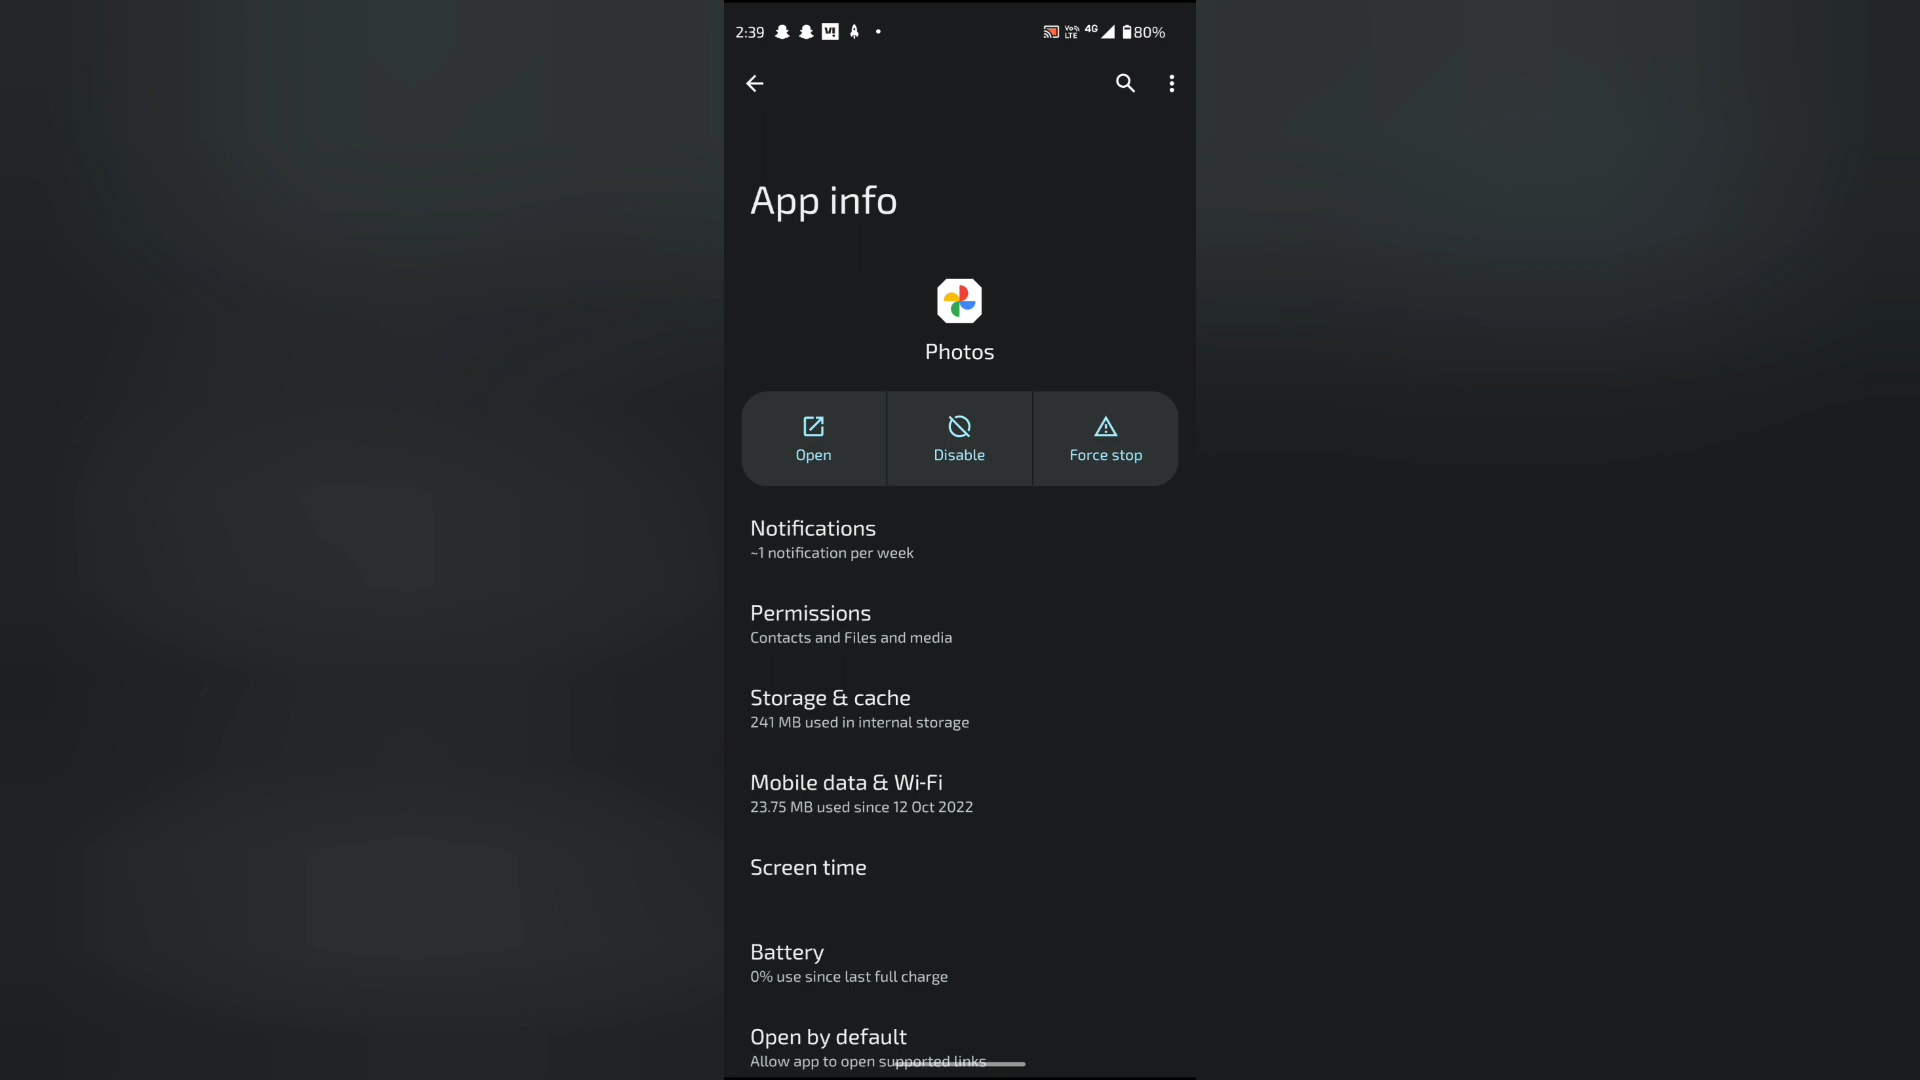 2:39 Vo)) LTE 4G 80%
App info
Photos
Open Disable Force stop
Notifications
~1 notification per week
Permissions
Contacts and Files and media
Storage & cache
241 MB used in internal storage
Mobile data & Wi-Fi
23.75 MB used since 12 Oct 2022
Screen time
Battery
0% use since last full charge
Open by default
Allow app to open supported links